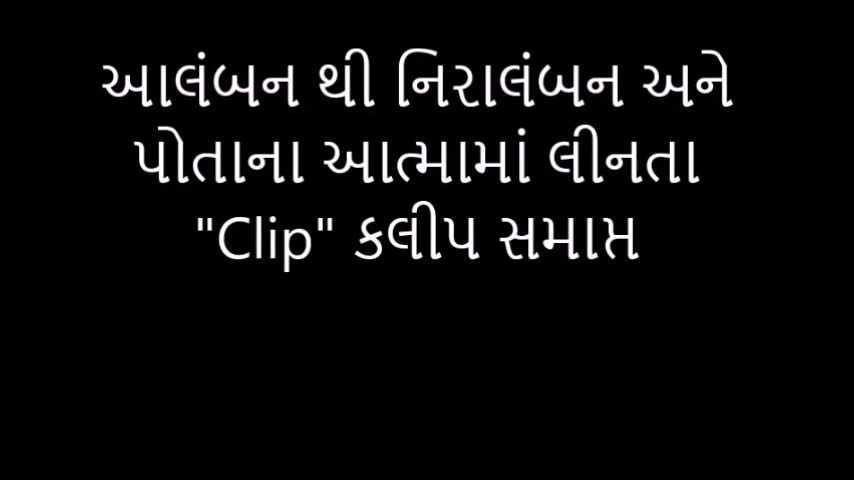 આલંબન થી નિરાલંબન અને
પોતાના આત્મામાં લીનતા
"Clip" કલીપ સમાપ્ત